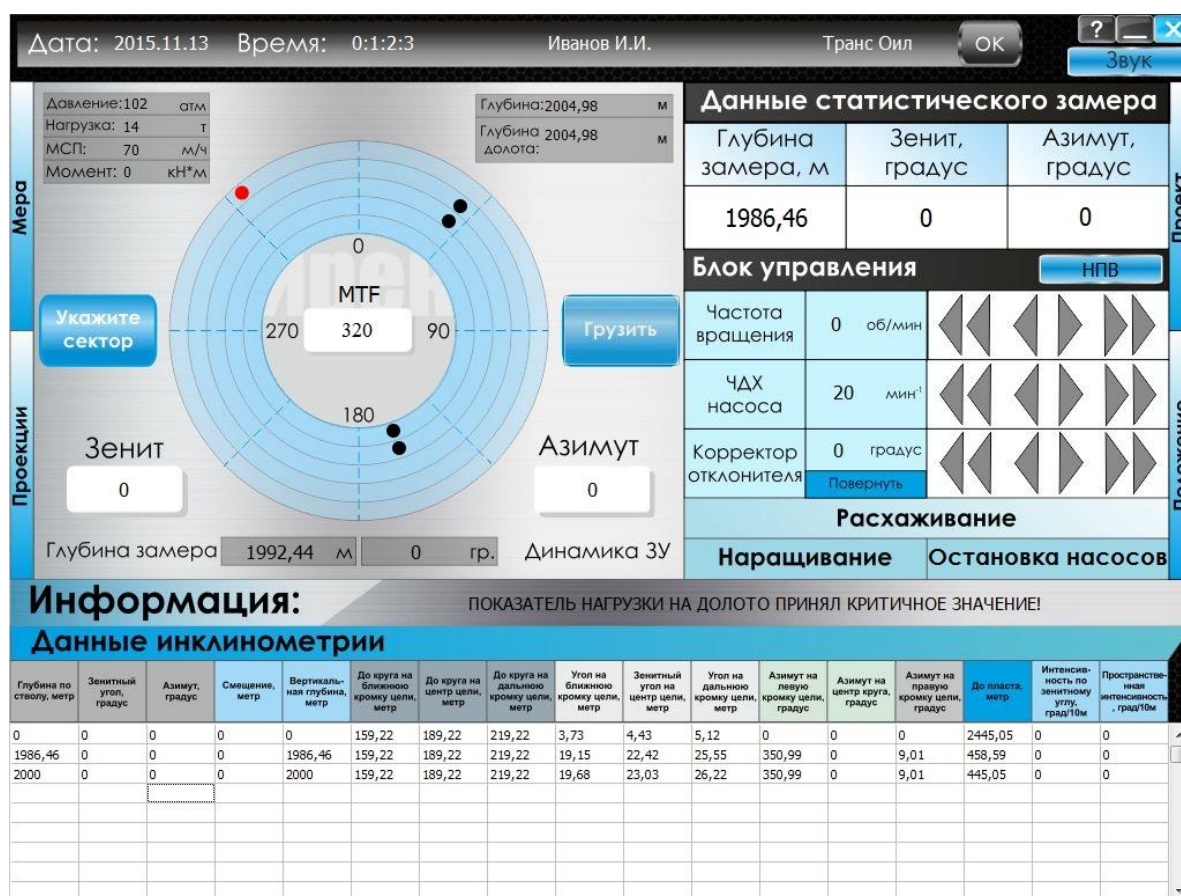 Дата: 2015.11.13 Время: 0:1:2:3 Иванов И.И. Транс Оил ОК ? Звук
Давление:102 атм
Нагрузка: 14 т
МСП: 70 м/ч
Момент: 0 кН*м
Глубина:2004,98 м
Глубина долота: 2004,98 м
Мера
Проекции
0
MTF
270 320 90
180
Укажите
сектор
Грузить
Зенит
0
Азимут
0
Глубина замера 1992,44 м 0 гр. Динамика ЗУ
Данные статистического замера
Глубина замера, м Зенит, градус Азимут, градус
1986,46 0 0
Блок управления НПВ
Частота вращения 0 об/мин
ЧДХ насоса 20 мин⁻¹
Корректор отклонителя 0 градус
Повернуть
Расхаживание
Наращивание Остановка насосов
Проект
Положение
Информация: ПОКАЗАТЕЛЬ НАГРУЗКИ НА ДОЛОТО ПРИНЯЛ КРИТИЧНОЕ ЗНАЧЕНИЕ!
Данные инклинометрии
Глубина по стволу, метр Зенитный угол, градус Азимут, градус Смещение, метр Вертикаль-ная глубина, метр До круга на ближнюю кромку цели, метр До круга на центр цели, метр До круга на дальнюю кромку цели, метр Угол на ближнюю кромку цели, метр Зенитный угол на центр цели, метр Угол на дальнюю кромку цели, метр Азимут на левую кромку цели, градус Азимут на центр круга, градус Азимут на правую кромку цели, градус До пласта, метр Интенсив-ность по зенитному углу, град/10м Пространстве-нная интенсивность, град/10м
0 0 0 0 0 159,22 189,22 219,22 3,73 4,43 5,12 0 0 0 2445,05 0 0
1986,46 0 0 0 1986,46 159,22 189,22 219,22 19,15 22,42 25,55 350,99 0 9,01 458,59 0 0
2000 0 0 0 2000 159,22 189,22 219,22 19,68 23,03 26,22 350,99 0 9,01 445,05 0 0